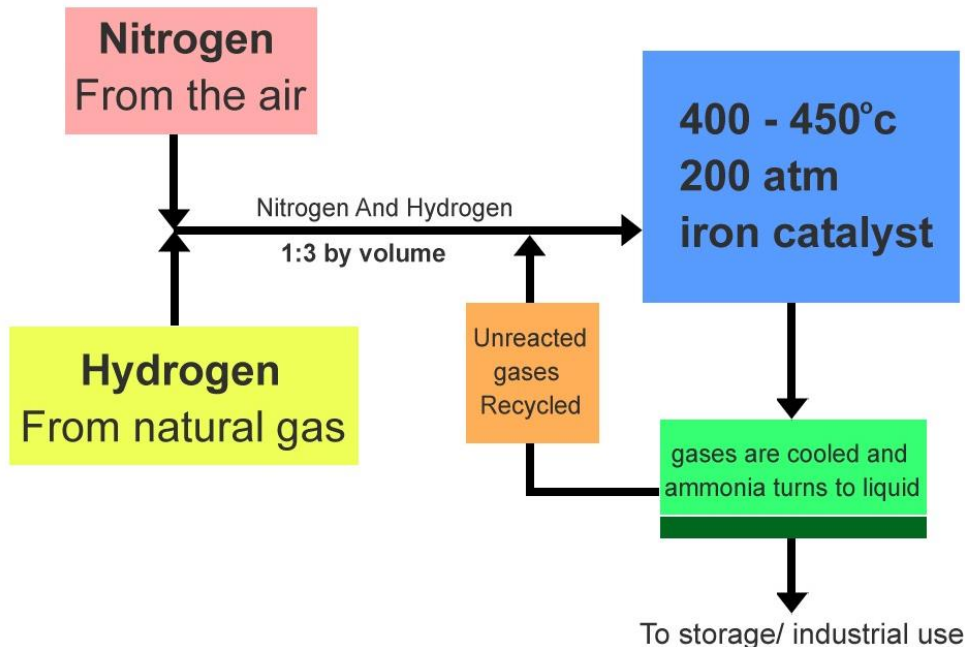 Nitrogen
From the air
400 - 450°c
200 atm
iron catalyst
Nitrogen And Hydrogen
1:3 by volume
Hydrogen
From natural gas
Unreacted
gases
Recycled
gases are cooled and
ammonia turns to liquid
To storage/ industrial use